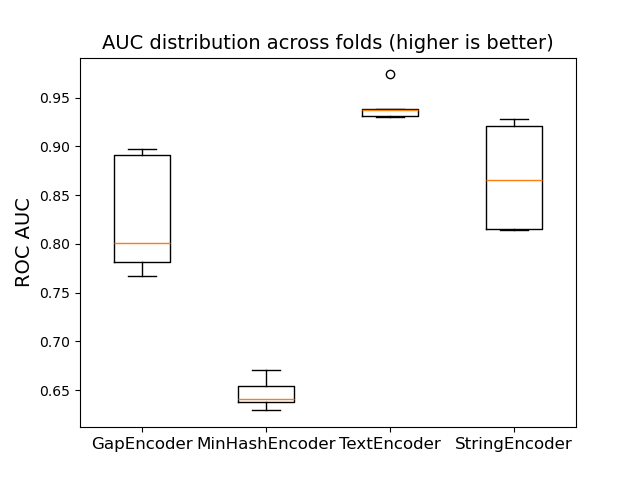 AUC distribution across folds (higher is better)
ROC AUC
0.95
0.90
0.85
0.80
0.75
0.70
0.65
GapEncoder MinHashEncoder TextEncoder StringEncoder